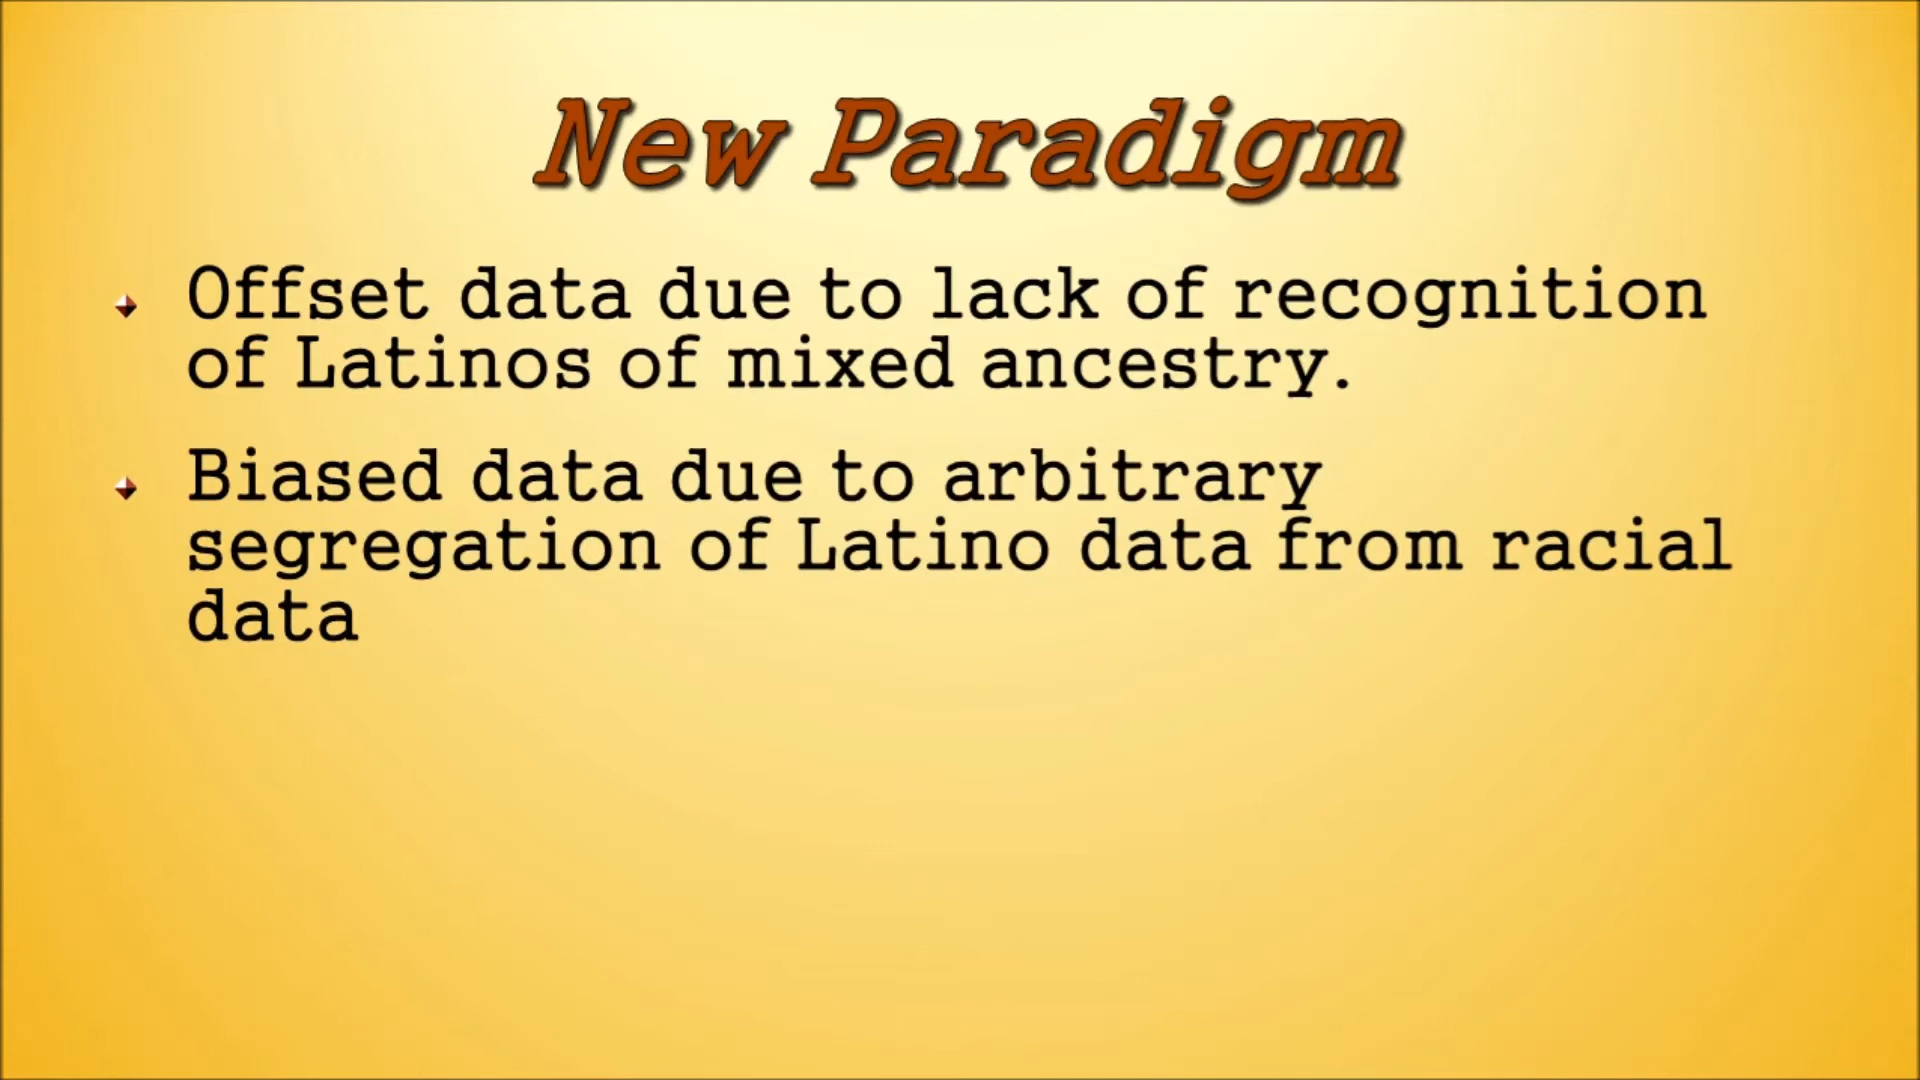 New Paradigm
Offset data due to lack of recognition
of Latinos of mixed ancestry.
Biased data due to arbitrary
segregation of Latino data from racial
data